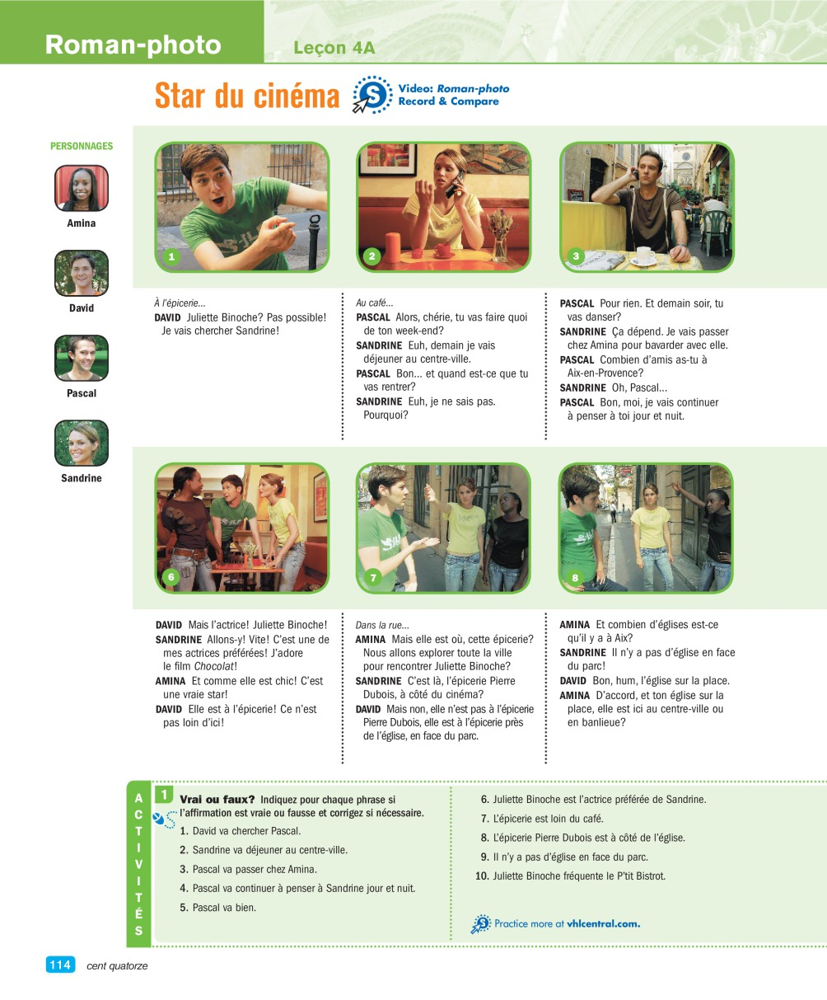 Roman-photo
Leçon 4A
Star du cinéma
Video: Roman-photo
Record & Compare
PERSONNAGES
Amina
David
Pascal
Sandrine
1
2
3
À l'épicerie...
DAVID Juliette Binoche? Pas possible!
Je vais chercher Sandrine!
Au café...
PASCAL Alors, chérie, tu vas faire quoi
de ton week-end?
SANDRINE Euh, demain je vais
déjeuner au centre-ville.
PASCAL Bon... et quand est-ce que tu
vas rentrer?
SANDRINE Euh, je ne sais pas.
Pourquoi?
PASCAL Pour rien. Et demain soir, tu
vas danser?
SANDRINE Ça dépend. Je vais passer
chez Amina pour bavarder avec elle.
PASCAL Combien d'amis as-tu à
Aix-en-Provence?
SANDRINE Oh, Pascal...
PASCAL Bon, moi, je vais continuer
à penser à toi jour et nuit.
6
7
8
DAVID Mais l'actrice! Juliette Binoche!
SANDRINE Allons-y! Vite! C'est une de
mes actrices préférées! J'adore
le film Chocolat!
AMINA Et comme elle est chic! C'est
une vraie star!
DAVID Elle est à l'épicerie! Ce n'est
pas loin d'ici!
Dans la rue...
AMINA Mais elle est où, cette épicerie?
Nous allons explorer toute la ville
pour rencontrer Juliette Binoche?
SANDRINE C'est là, l'épicerie Pierre
Dubois, à côté du cinéma?
DAVID Mais non, elle n'est pas à l'épicerie
Pierre Dubois, elle est à l'épicerie près
de l'église, en face du parc.
AMINA Et combien d'églises est-ce
qu'il y a à Aix?
SANDRINE Il n'y a pas d'église en face
du parc!
DAVID Bon, hum, l'église sur la place.
AMINA D'accord, et ton église sur la
place, elle est ici au centre-ville ou
en banlieue?
ACTIVITÉS
1 Vrai ou faux? Indiquez pour chaque phrase si
l'affirmation est vraie ou fausse et corrigez si nécessaire.
1. David va chercher Pascal.
2. Sandrine va déjeuner au centre-ville.
3. Pascal va passer chez Amina.
4. Pascal va continuer à penser à Sandrine jour et nuit.
5. Pascal va bien.
6. Juliette Binoche est l'actrice préférée de Sandrine.
7. L'épicerie est loin du café.
8. L'épicerie Pierre Dubois est à côté de l'église.
9. Il n'y a pas d'église en face du parc.
10. Juliette Binoche fréquente le P'tit Bistrot.
Practice more at vhlcentral.com.
114 cent quatorze